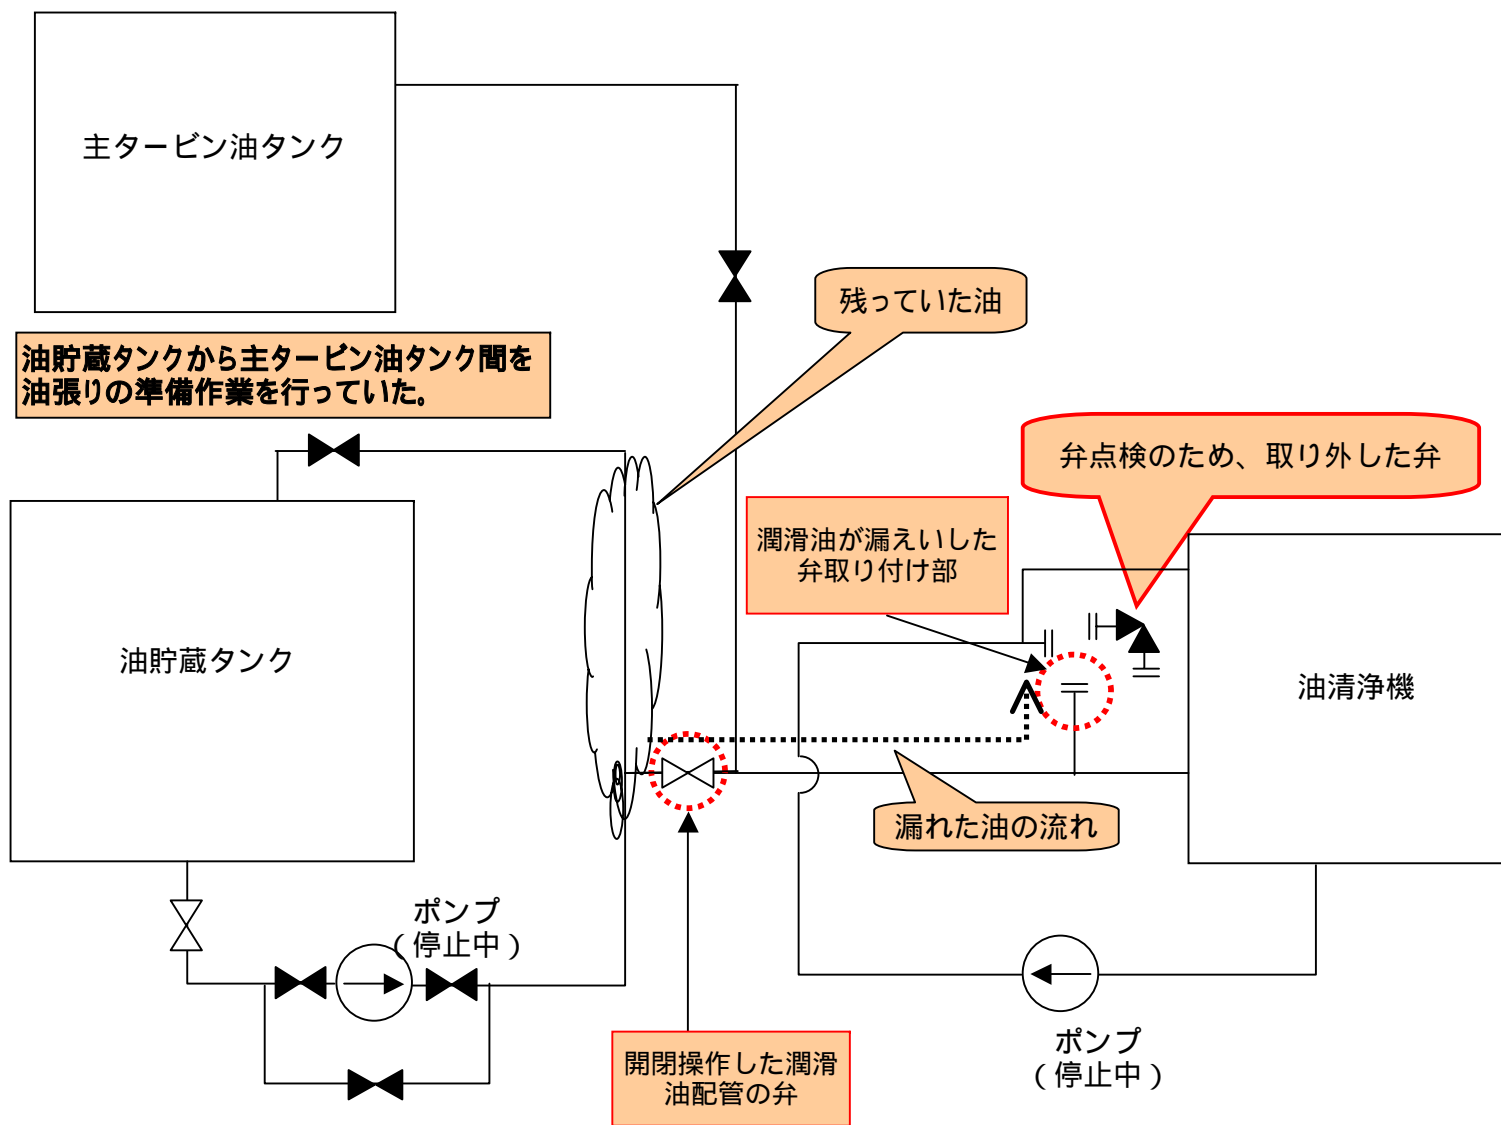 主タービン油タンク
残っていた油
油貯蔵タンクから主タービン油タンク間を
油張りの準備作業を行っていた。
弁点検のため、取り外した弁
潤滑油が漏えいした
弁取り付け部
油貯蔵タンク
油清浄機
漏れた油の流れ
ポンプ
（停止中）
ポンプ
（停止中）
開閉操作した潤滑
油配管の弁